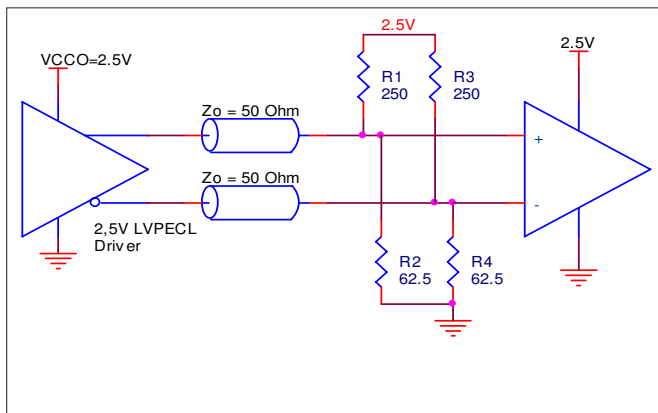 2.5V
VCCO=2.5V
2.5V
R1
250
R3
250
Zo = 50 Ohm
+
Zo = 50 Ohm
-
2,5V LVPECL
Driver
R2
62.5
R4
62.5